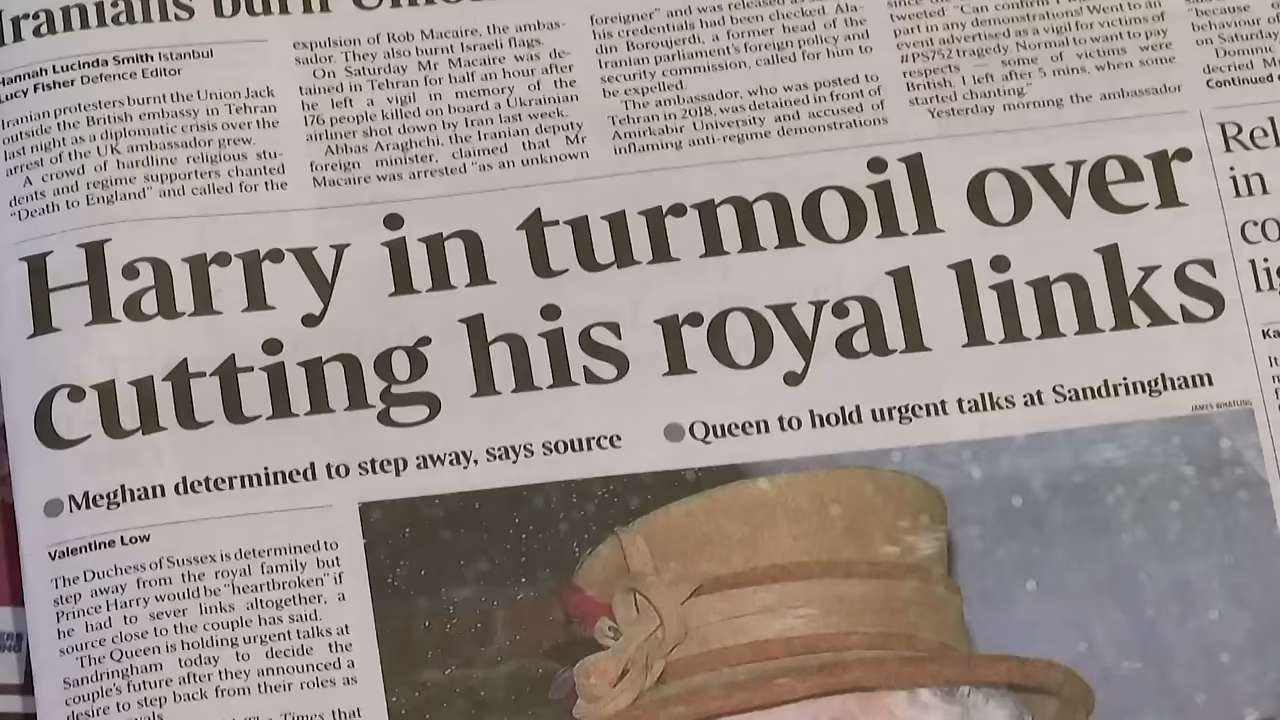 Iranians burn
Hannah Lucinda Smith Istanbul
Lucy Fisher Defence Editor
Iranian protesters burnt the Union Jack
outside the British embassy in Tehran
last night as a diplomatic crisis over the
arrest of the UK ambassador grew.
A crowd of hardline religious stu-
dents and regime supporters chanted
"Death to England" and called for the
expulsion of Rob Macaire, the ambas-
sador. They also burnt Israeli flags.
On Saturday Mr Macaire was de-
tained in Tehran for half an hour after
he left a vigil in memory of the
176 people killed on board a Ukrainian
airliner shot down by Iran last week.
Abbas Araghchi, the Iranian deputy
foreign minister, claimed that Mr
Macaire was arrested "as an unknown
foreigner" and was released as
his credentials had been checked. Ala-
din Boroujerdi, a former head of the
Iranian parliament's foreign policy and
security commission, called for him to
be expelled.
The ambassador, who was posted to
Tehran in 2018, was detained in front of
Amirkabir University and accused of
inflaming anti-regime demonstrations
tweeted "Can confirm I
part in any demonstrations! Went to an
event advertised as a vigil for victims of
#PS752 tragedy. Normal to want to pay
respects — some of victims were
British. I left after 5 mins, when some
started chanting."
Yesterday morning the ambassador
"because
behaviour of
on Saturday
Dominic
decried
Continued
Harry in turmoil over
cutting his royal links
Meghan determined to step away, says source
Queen to hold urgent talks at Sandringham
JAMES WHATLING
Valentine Low
The Duchess of Sussex is determined to
step away from the royal family but
Prince Harry would be "heartbroken" if
he had to sever links altogether, a
source close to the couple has said.
The Queen is holding urgent talks at
Sandringham today to decide the
couple's future after they announced a
desire to step back from their roles as
Times that
in